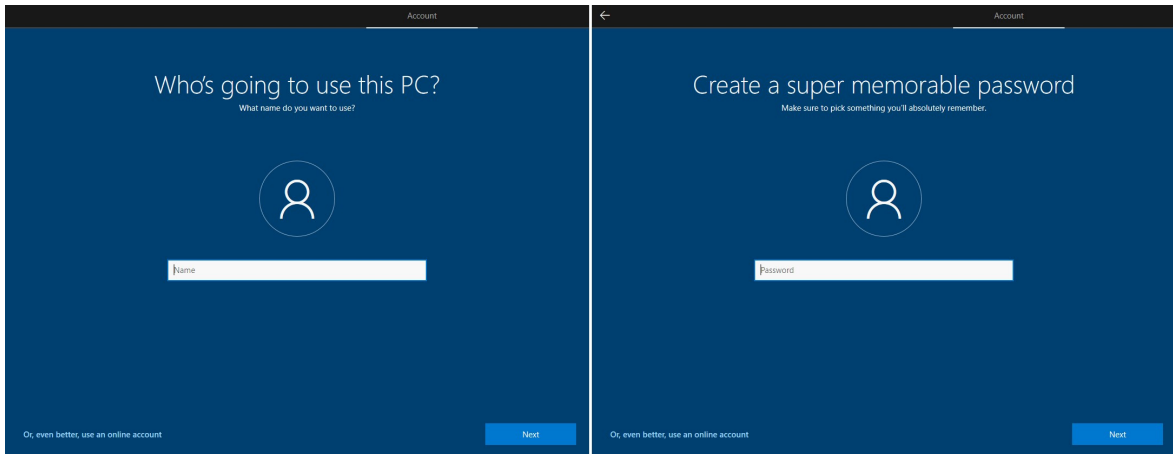 Account
Who's going to use this PC?
What name do you want to use?
Name
Or, even better, use an online account
Next
Account
Create a super memorable password
Make sure to pick something you'll absolutely remember.
Password
Or, even better, use an online account
Next